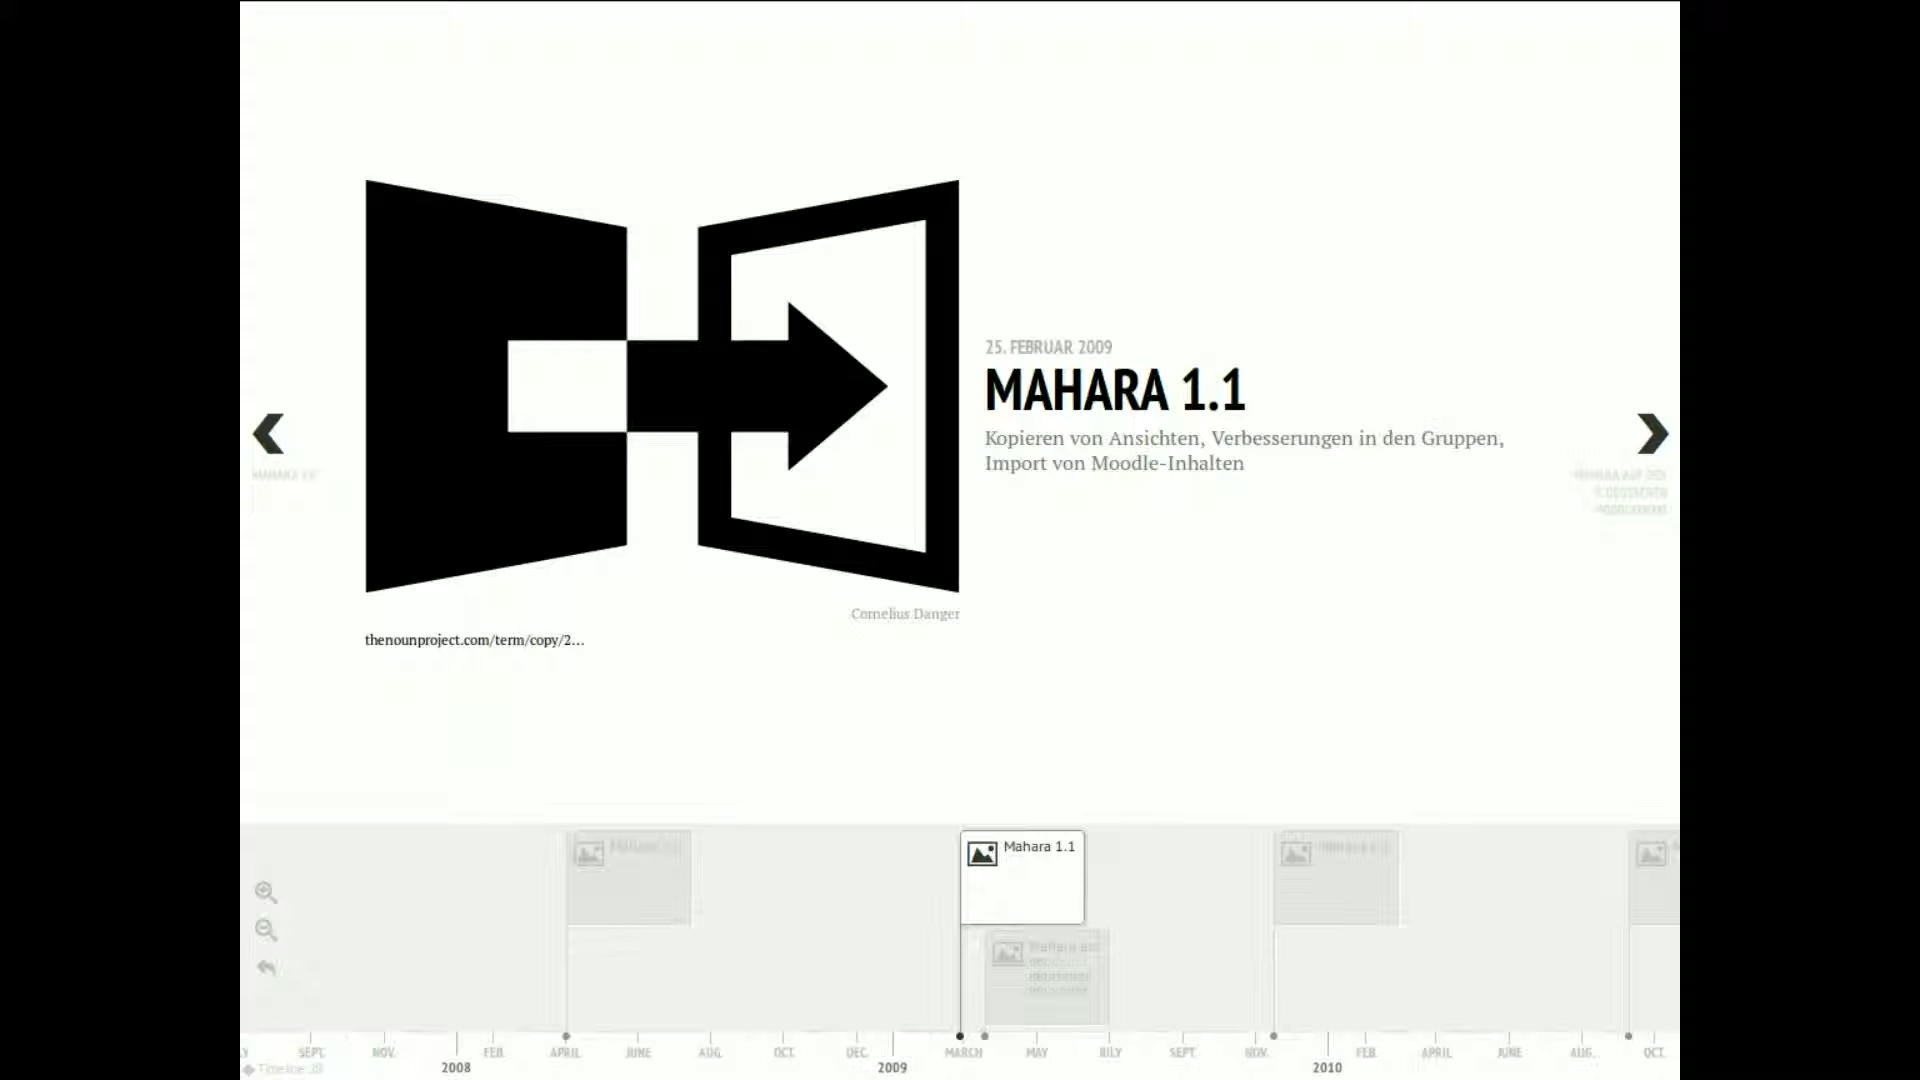 25. FEBRUAR 2009
MAHARA 1.1
Kopieren von Ansichten, Verbesserungen in den Gruppen,
Import von Moodle-Inhalten
Cornelius Danger
thenounproject.com/term/copy/2...
Mahara 1.1
SEPT. NOV. FEB. APRIL JUNE AUG. OCT. DEC. MARCH MAY JULY SEPT. NOV. FEB. APRIL JUNE AUG. OCT.
2008 2009 2010
Timeline JS